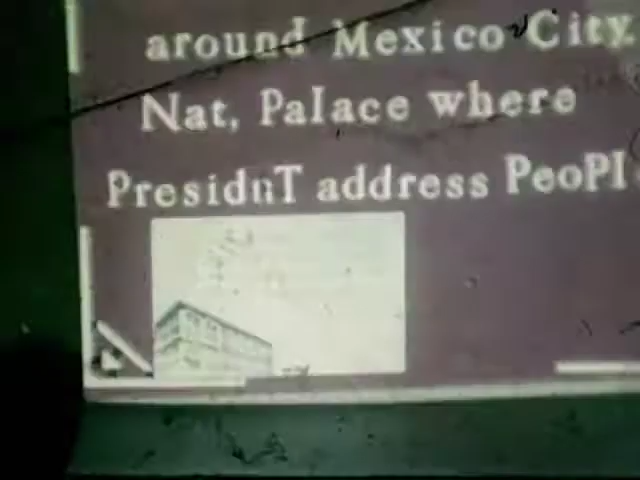 around Mexico City.
Nat, Palace where
PresidnT address PeoPl